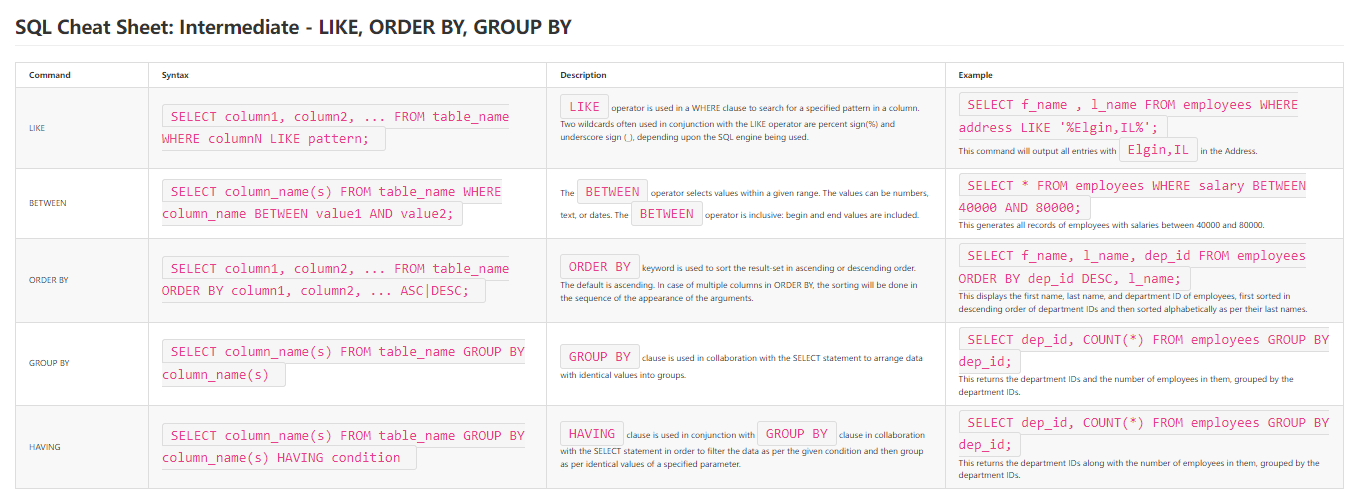 SQL Cheat Sheet: Intermediate - LIKE, ORDER BY, GROUP BY
Command
Syntax
Description
Example
LIKE
SELECT column1, column2, ... FROM table_name
WHERE columnN LIKE pattern;
LIKE operator is used in a WHERE clause to search for a specified pattern in a column.
Two wildcards often used in conjunction with the LIKE operator are percent sign(%) and
underscore sign (_), depending upon the SQL engine being used.
SELECT f_name , l_name FROM employees WHERE
address LIKE '%Elgin,IL%';
This command will output all entries with Elgin,IL in the Address.
BETWEEN
SELECT column_name(s) FROM table_name WHERE
column_name BETWEEN value1 AND value2;
The BETWEEN operator selects values within a given range. The values can be numbers,
text, or dates. The BETWEEN operator is inclusive: begin and end values are included.
SELECT * FROM employees WHERE salary BETWEEN
40000 AND 80000;
This generates all records of employees with salaries between 40000 and 80000.
ORDER BY
SELECT column1, column2, ... FROM table_name
ORDER BY column1, column2, ... ASC|DESC;
ORDER BY keyword is used to sort the result-set in ascending or descending order.
The default is ascending. In case of multiple columns in ORDER BY, the sorting will be done in
the sequence of the appearance of the arguments.
SELECT f_name, l_name, dep_id FROM employees
ORDER BY dep_id DESC, l_name;
This displays the first name, last name, and department ID of employees, first sorted in
descending order of department IDs and then sorted alphabetically as per their last names.
GROUP BY
SELECT column_name(s) FROM table_name GROUP BY
column_name(s)
GROUP BY clause is used in collaboration with the SELECT statement to arrange data
with identical values into groups.
SELECT dep_id, COUNT(*) FROM employees GROUP BY
dep_id;
This returns the department IDs and the number of employees in them, grouped by the
department IDs.
HAVING
SELECT column_name(s) FROM table_name GROUP BY
column_name(s) HAVING condition
HAVING clause is used in conjunction with GROUP BY clause in collaboration
with the SELECT statement in order to filter the data as per the given condition and then group
as per identical values of a specified parameter.
SELECT dep_id, COUNT(*) FROM employees GROUP BY
dep_id;
This returns the department IDs along with the number of employees in them, grouped by the
department IDs.